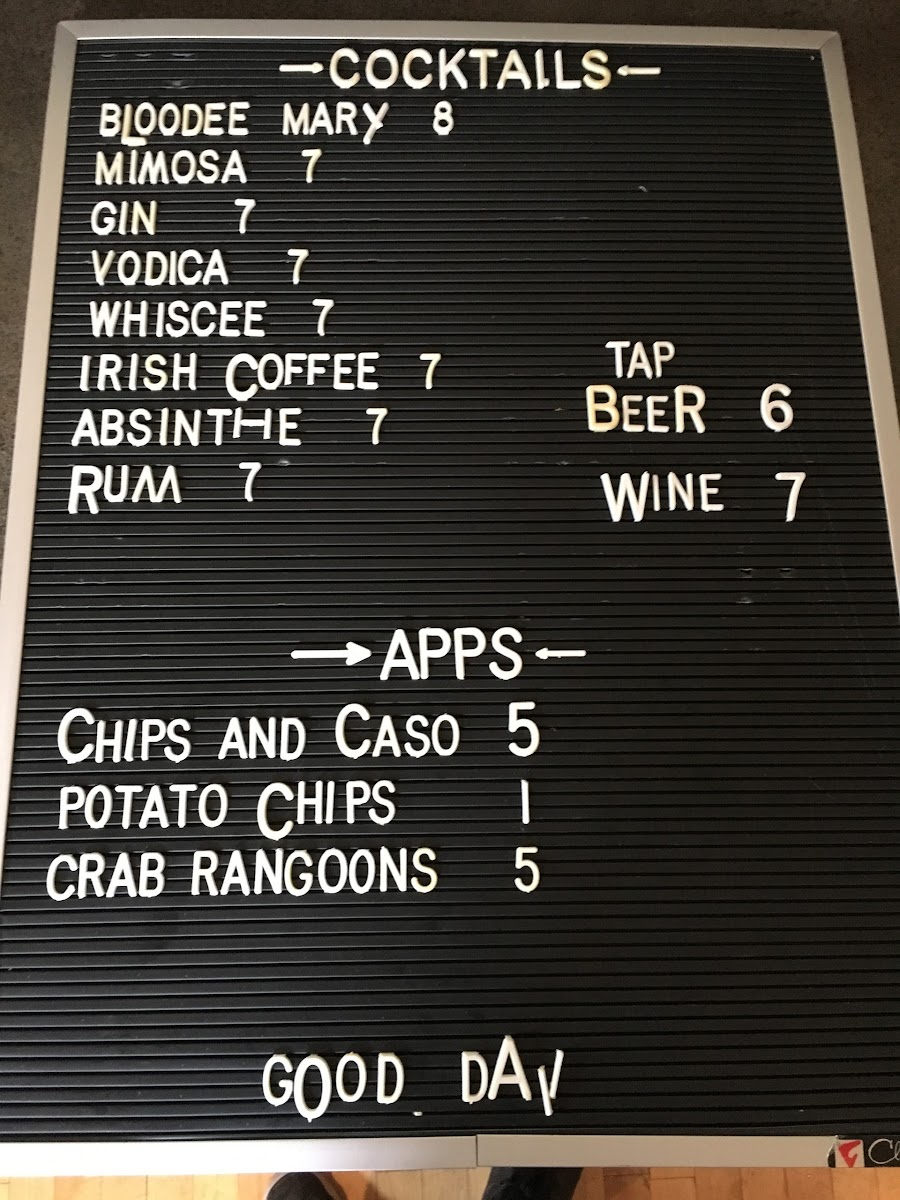 →COCKTAILS←
BLOODEE MARY 8
MIMOSA 7
GIN 7
VODICA 7
WHISCEE 7
IRISH COFFEE 7
ABSINTHE 7
RUM 7
TAP
BEER 6
WINE 7
→APPS←
CHIPS AND CASO 5
POTATO CHIPS 1
CRAB RANGOONS 5
GOOD. DAY